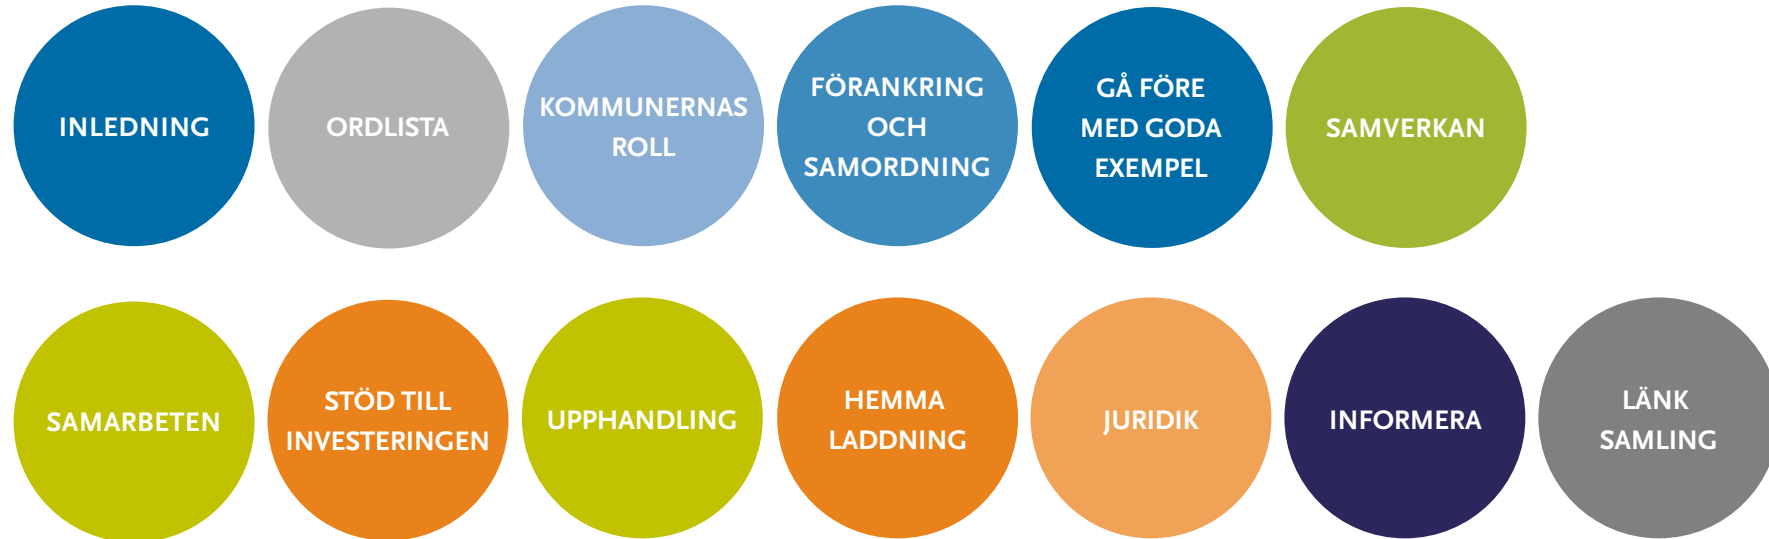 INLEDNING
ORDLISTA
KOMMUNERNAS
ROLL
FÖRANKRING
OCH
SAMORDNING
GÅ FÖRE
MED GODA
EXEMPEL
SAMVERKAN
SAMARBETEN
STÖD TILL
INVESTERINGEN
UPPHANDLING
HEMMA
LADDNING
JURIDIK
INFORMERA
LÄNK
SAMLING